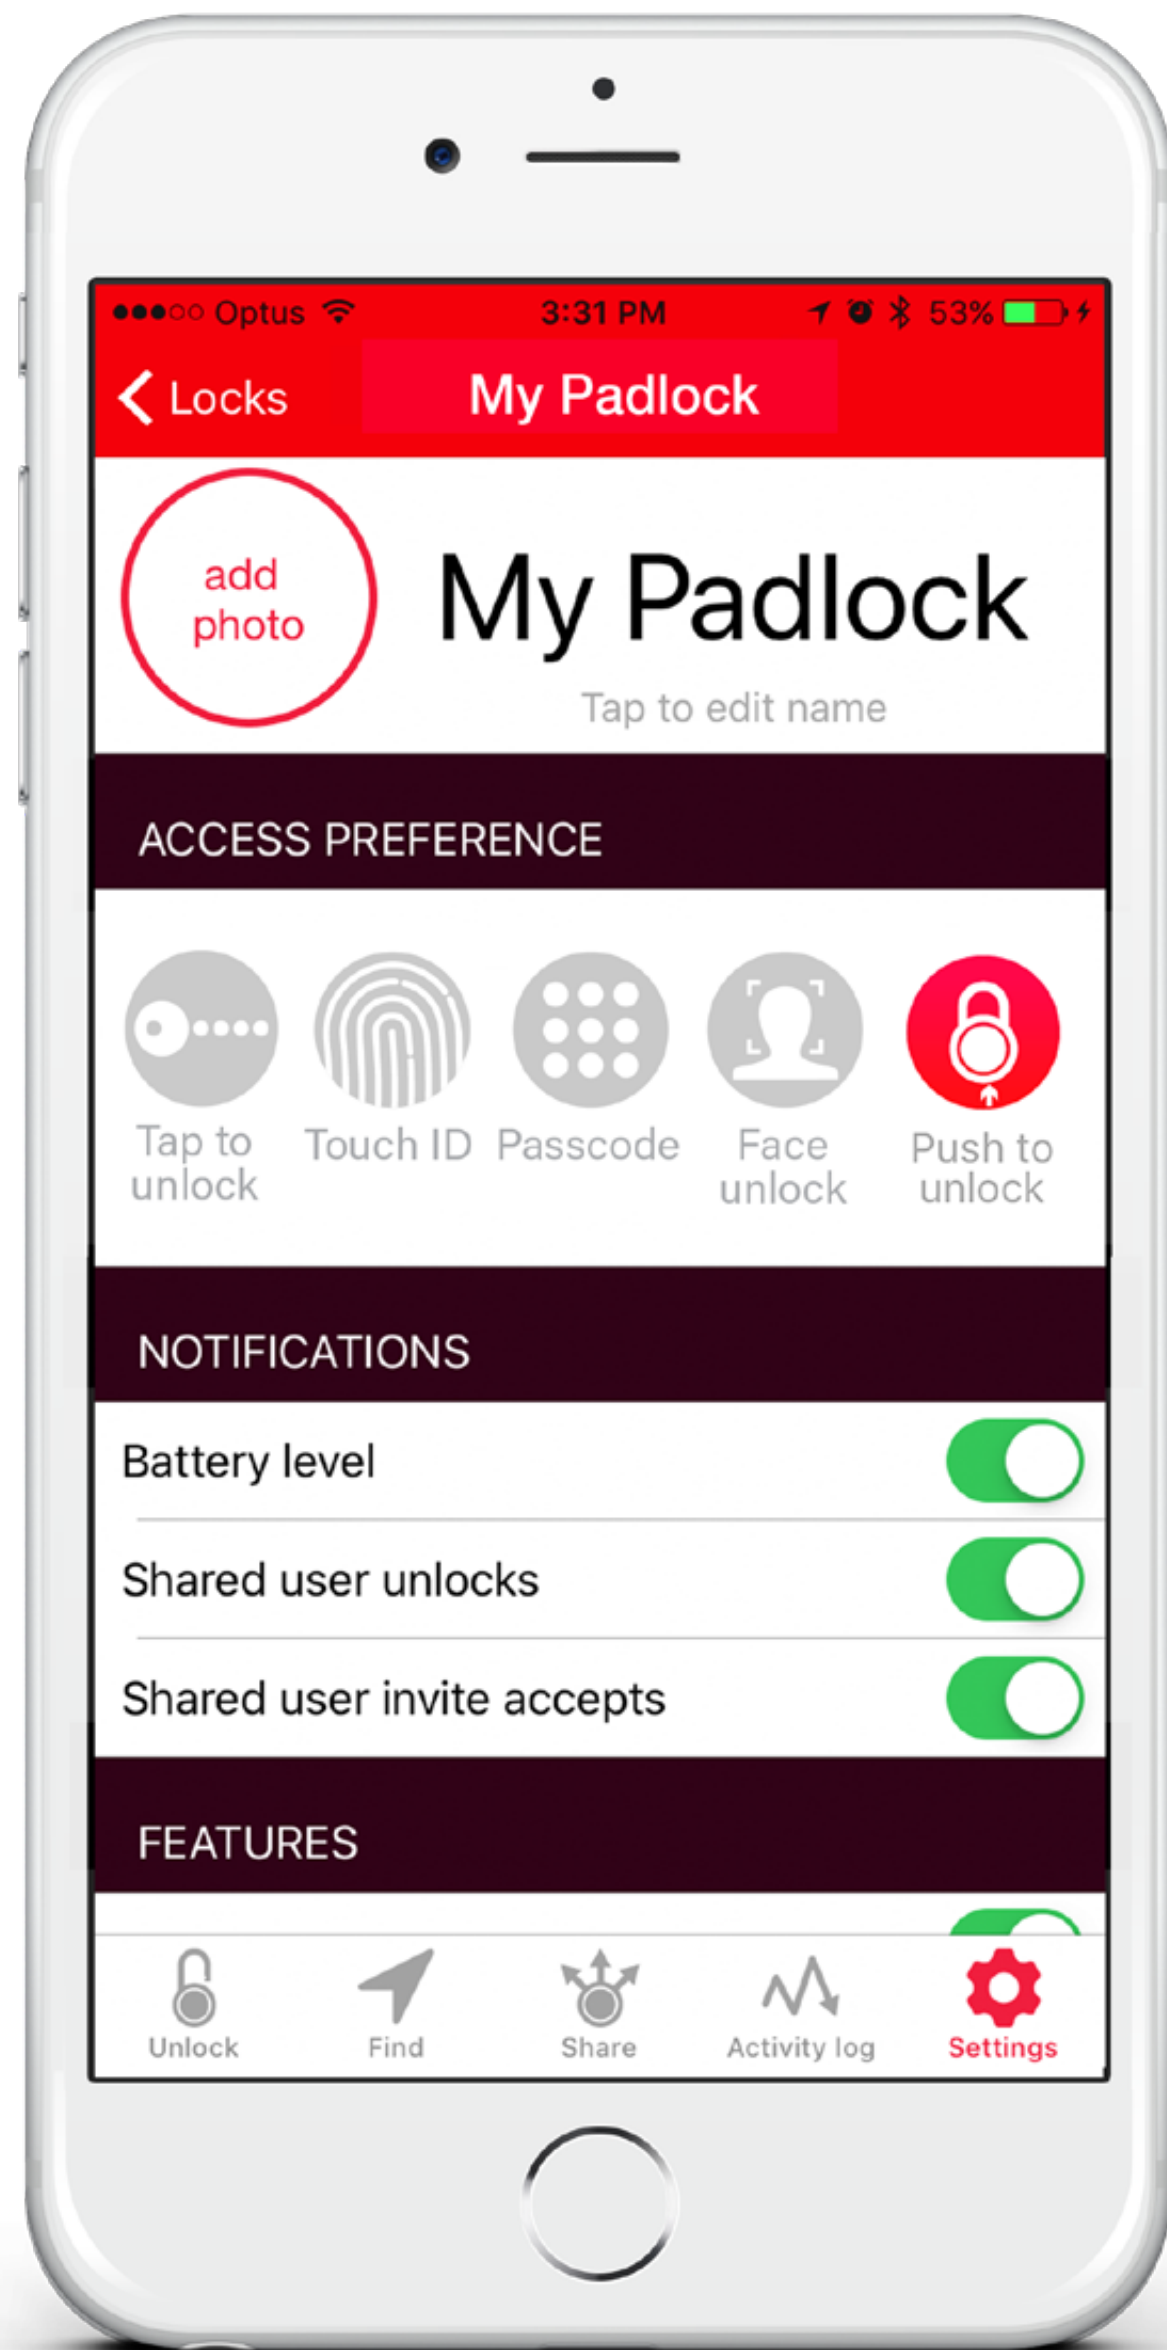 Optus 3:31 PM 53%
Locks My Padlock
add
photo
My Padlock
Tap to edit name
ACCESS PREFERENCE
Tap to
unlock
Touch ID
Passcode
Face
unlock
Push to
unlock
NOTIFICATIONS
Battery level
Shared user unlocks
Shared user invite accepts
FEATURES
Unlock Find Share Activity log Settings